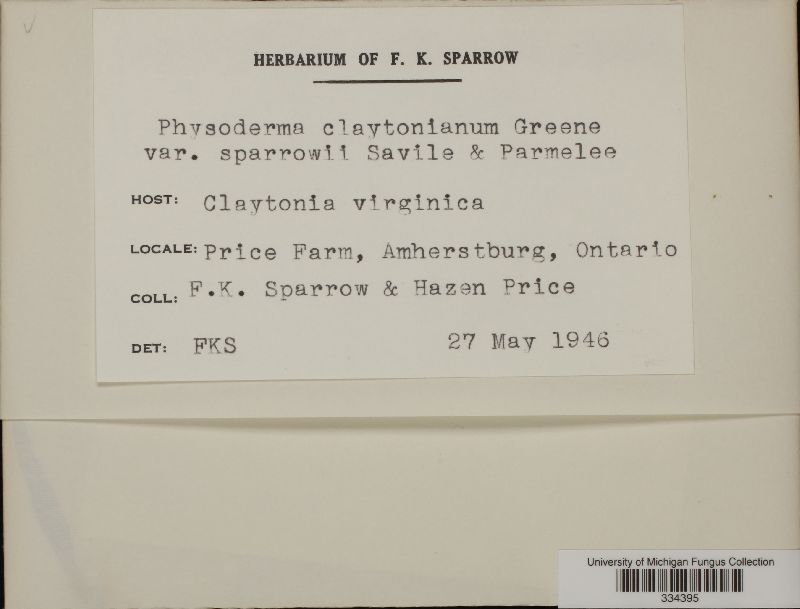 HERBARIUM OF F. K. SPARROW
Physoderma claytonianum Greene
var. sparrowii Savile & Parmelee
HOST: Claytonia virginica
LOCALE: Price Farm, Amherstburg, Ontario
COLL: F.K. Sparrow & Hazen Price
DET: FKS 27 May 1946
University of Michigan Fungus Collection
334395